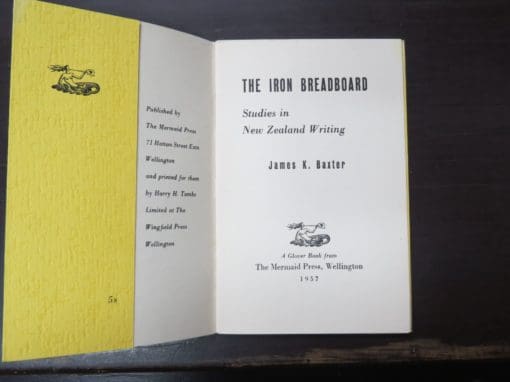 Published by
The Mermaid Press
71 Street
Wellington
and printed for them
by Harry H. Tombs
Limited at The
Wingfield Press
Wellington
5s
THE IRON BREADBOARD
Studies in
New Zealand Writing
James K. Baxter
A Glover Book from
The Mermaid Press, Wellington
1957